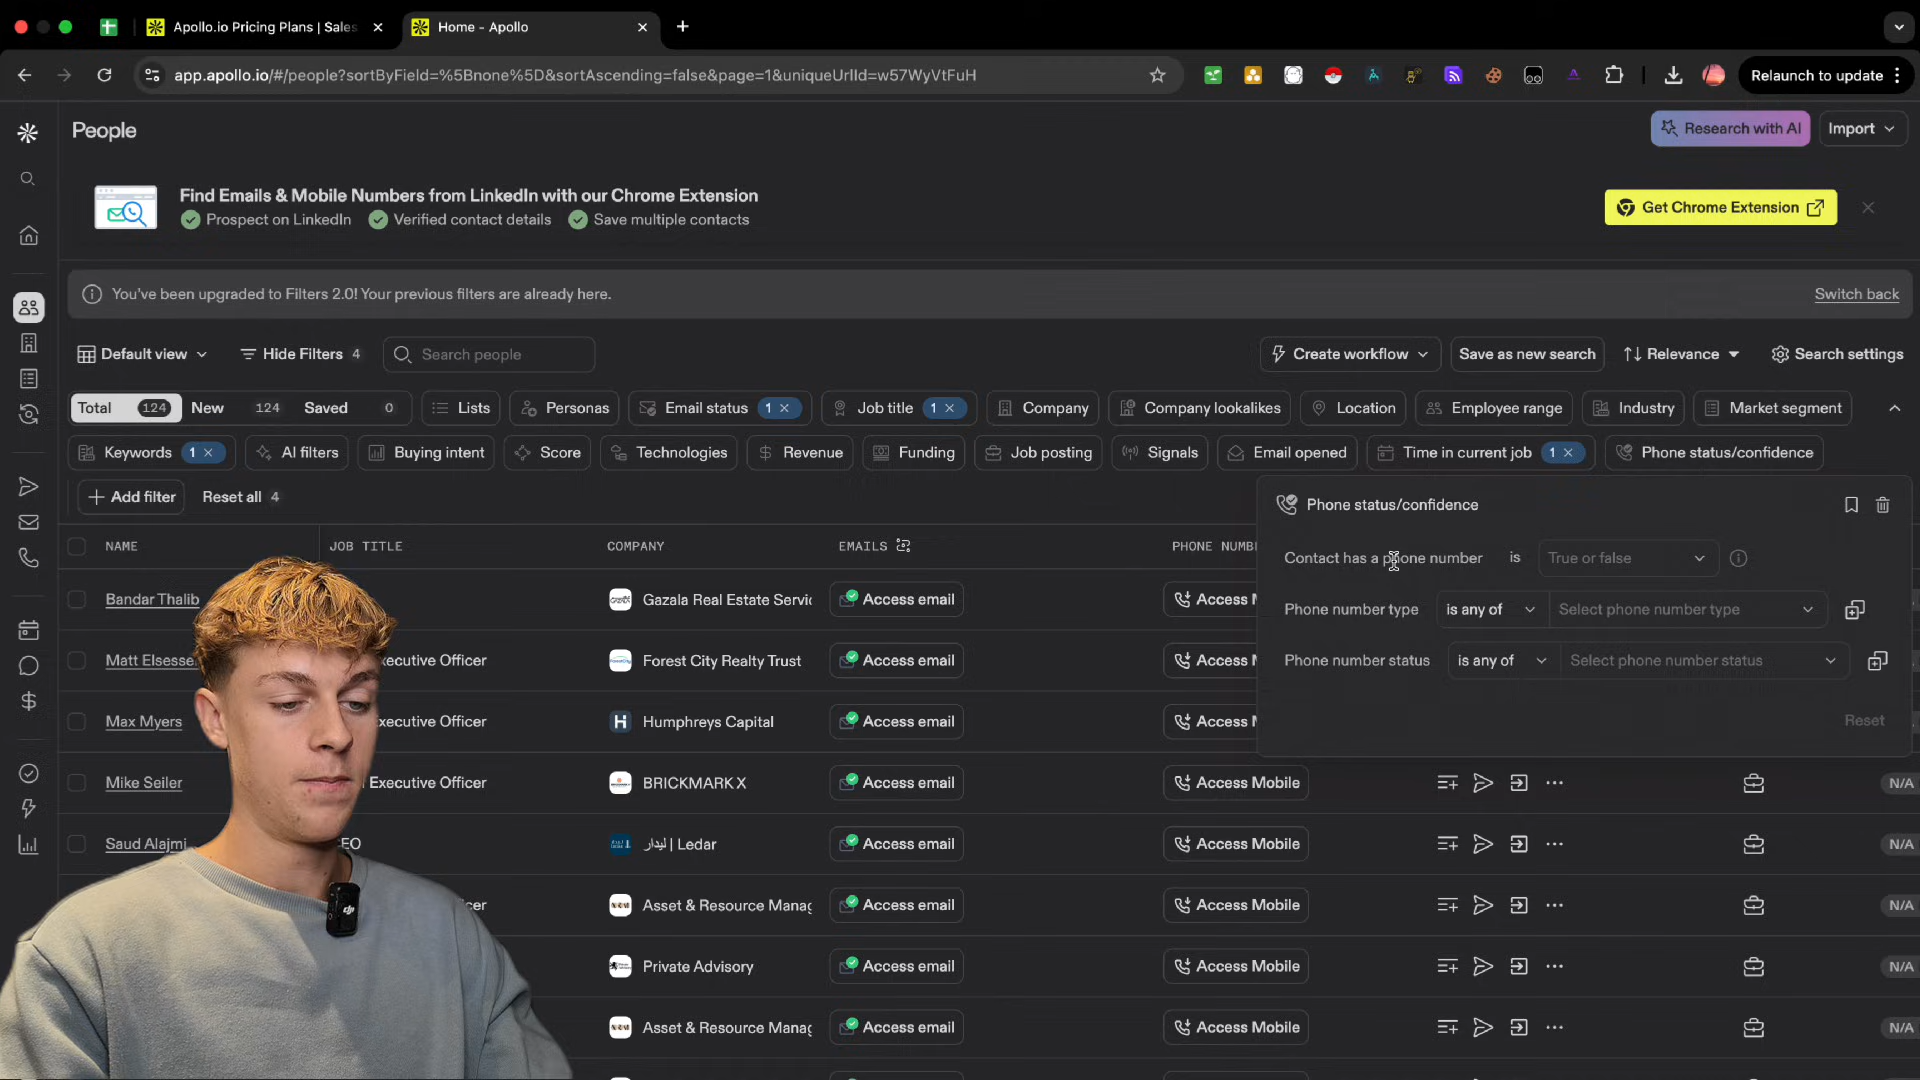 Apollo.io Pricing Plans | Sales
Home - Apollo
app.apollo.io/#/people?sortByField=%5Bnone%5D&sortAscending=false&page=1&uniqueUrlId=w57WyVtFuH
Relaunch to update
People
Research with AI
Import
Find Emails & Mobile Numbers from LinkedIn with our Chrome Extension
Prospect on LinkedIn
Verified contact details
Save multiple contacts
Get Chrome Extension
You've been upgraded to Filters 2.0! Your previous filters are already here.
Switch back
Default view
Hide Filters 4
Search people
Create workflow
Save as new search
Relevance
Search settings
Total 124
New 124
Saved 0
Lists
Personas
Email status 1
Job title 1
Company
Company lookalikes
Location
Employee range
Industry
Market segment
Keywords 1
AI filters
Buying intent
Score
Technologies
Revenue
Funding
Job posting
Signals
Email opened
Time in current job 1
Phone status/confidence
Add filter
Reset all 4
Phone status/confidence
Contact has a phone number is True or false
Phone number type is any of Select phone number type
Phone number status is any of Select phone number status
Reset
NAME JOB TITLE COMPANY EMAILS PHONE NUMBE
Bandar Thalib Gazala Real Estate Servic Access email Access M
Matt Elsesse xecutive Officer Forest City Realty Trust Access email Access M
Max Myers xecutive Officer Humphreys Capital Access email Access M
Mike Seiler Executive Officer BRICKMARK X Access email Access Mobile N/A
Saud Alajmi EO ليدار | Ledar Access email Access Mobile N/A
cer Asset & Resource Manag Access email Access Mobile N/A
Private Advisory Access email Access Mobile N/A
Asset & Resource Manag Access email Access Mobile N/A